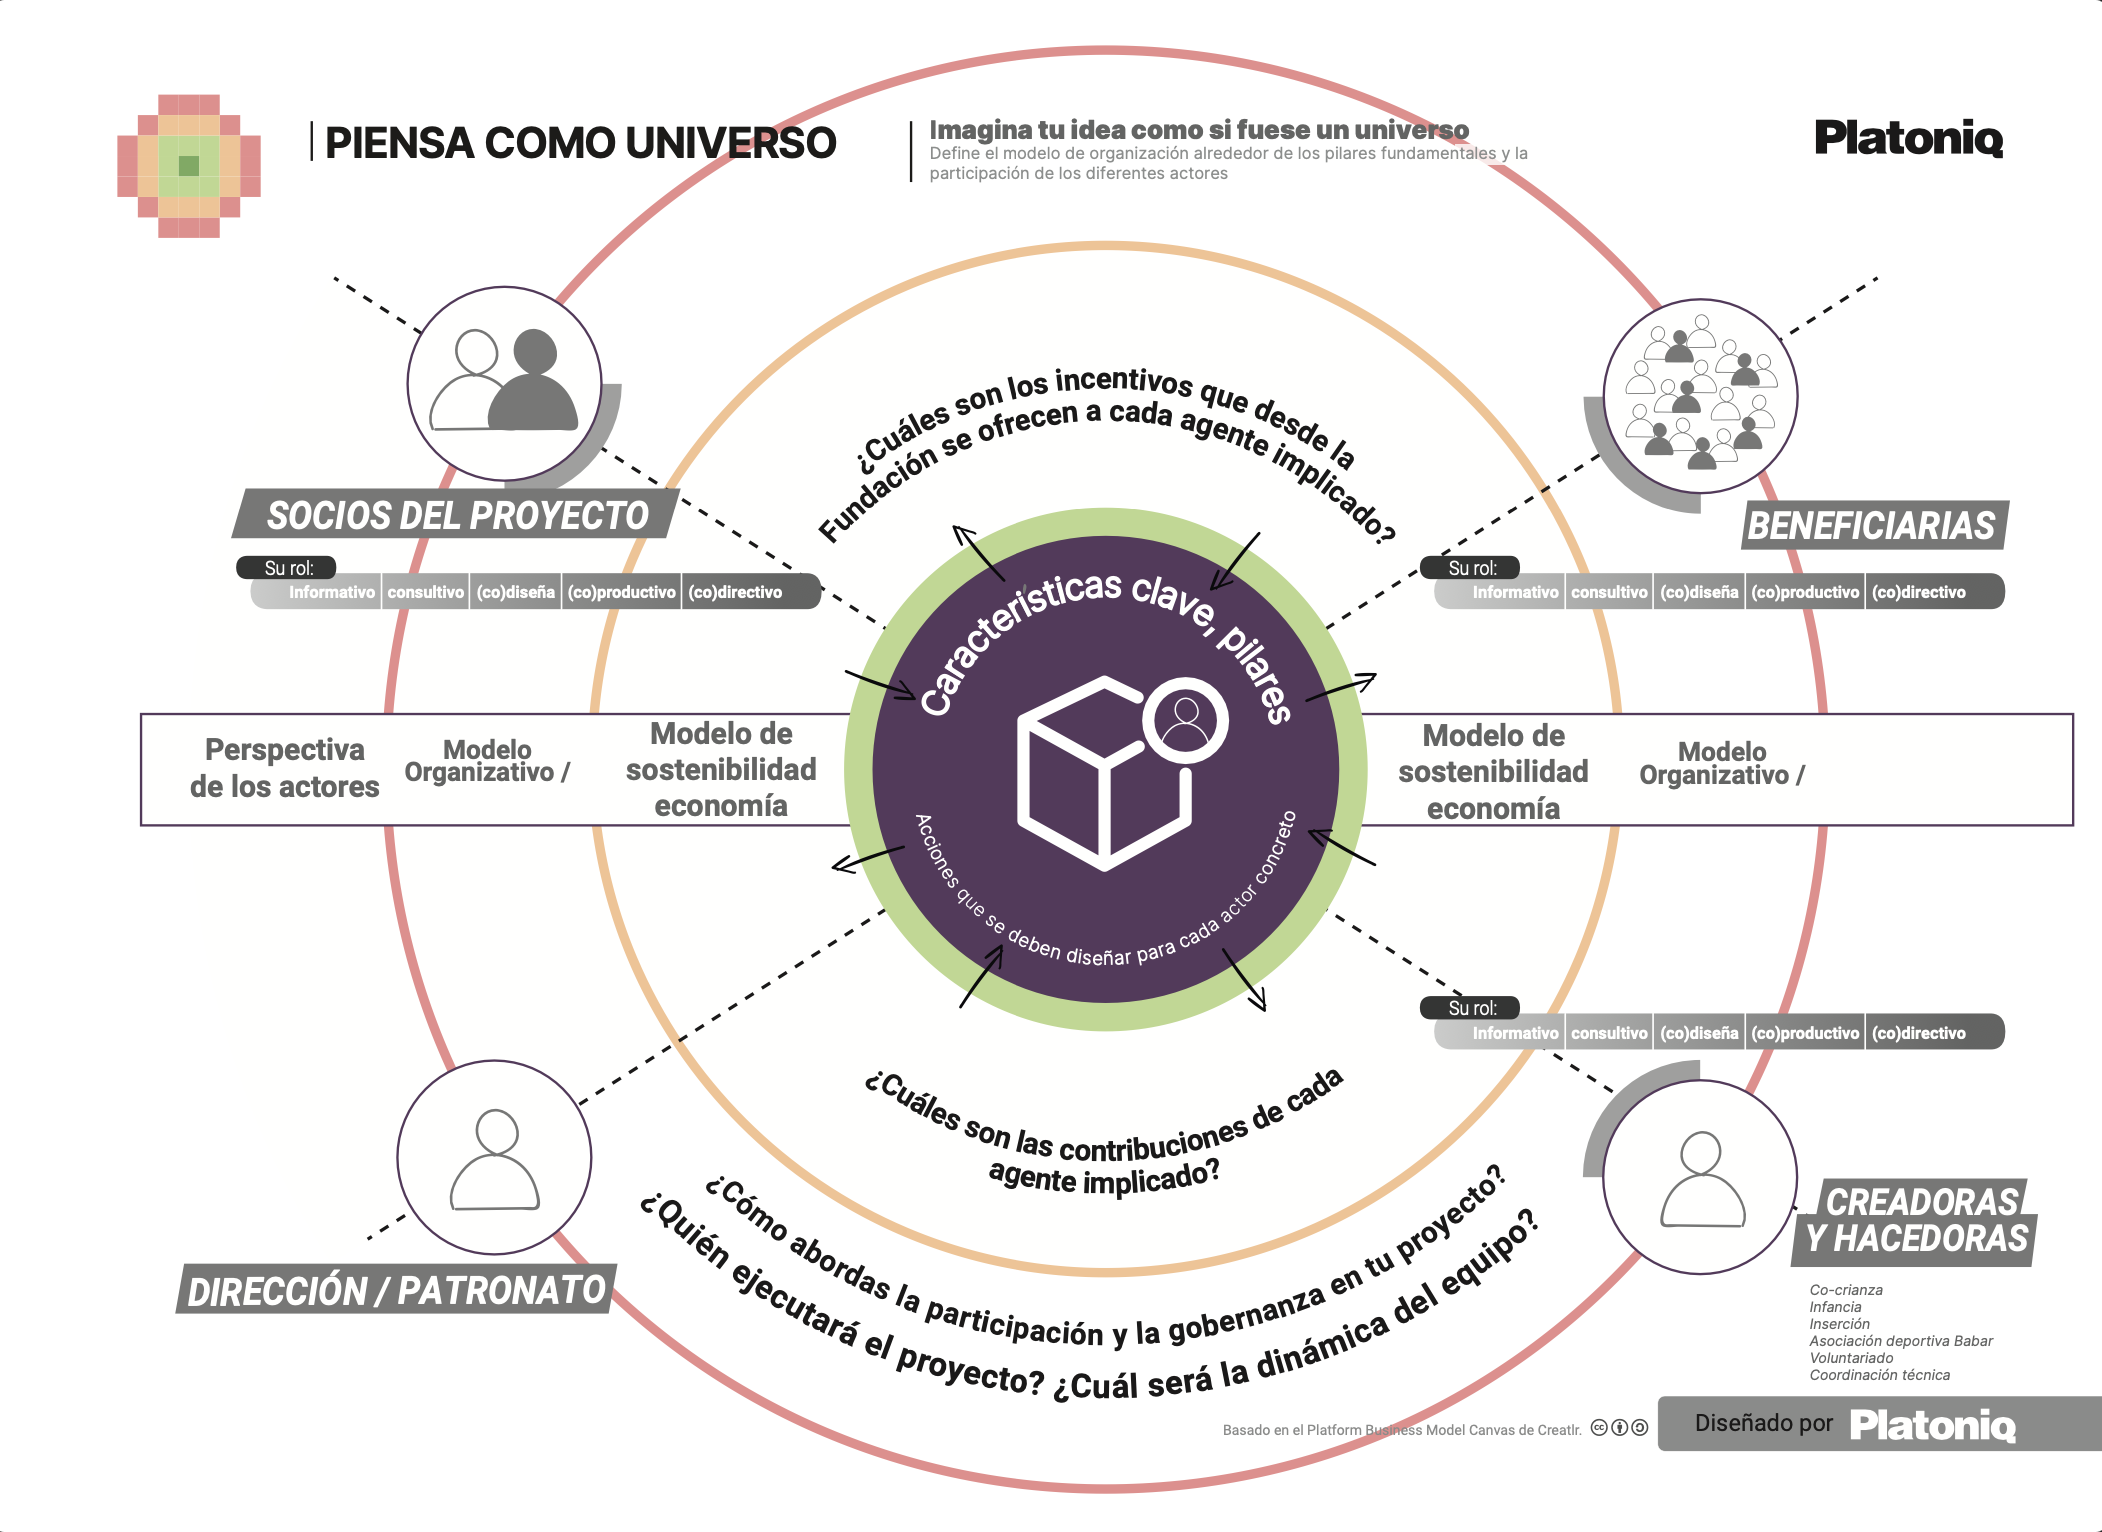 PIENSA COMO UNIVERSO
Imagina tu idea como si fuese un universo
Define el modelo de organización alrededor de los pilares fundamentales y la
participación de los diferentes actores
Platoniq
¿Cuáles son los incentivos que desde la
Fundación se ofrecen a cada agente implicado?
SOCIOS DEL PROYECTO
Su rol:
Informativo consultivo (co)diseña (co)productivo (co)directivo
BENEFICIARIAS
Su rol:
Informativo consultivo (co)diseña (co)productivo (co)directivo
Características clave, pilares
Perspectiva
de los actores
Modelo
Organizativo /
Modelo de
sostenibilidad
economía
Modelo de
sostenibilidad
economía
Modelo
Organizativo /
Acciones que se deben diseñar para cada actor concreto
Su rol:
Informativo consultivo (co)diseña (co)productivo (co)directivo
¿Cuáles son las contribuciones de cada
agente implicado?
¿Cómo abordas la participación y la gobernanza en tu proyecto?
¿Quién ejecutará el proyecto? ¿Cuál será la dinámica del equipo?
DIRECCIÓN / PATRONATO
CREADORAS
Y HACEDORAS
Co-crianza
Infancia
Inserción
Asociación deportiva Babar
Voluntariado
Coordinación técnica
Basado en el Platform Business Model Canvas de Creatlr.
cc
Diseñado por Platoniq